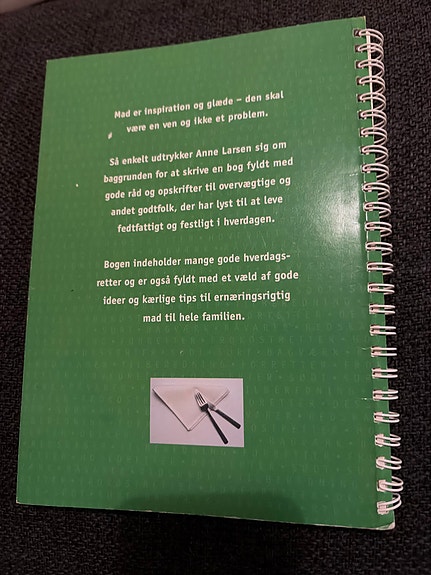 Mad er inspiration og glæde – den skal
være en ven og ikke et problem.
Så enkelt udtrykker Anne Larsen sig om
baggrunden for at skrive en bog fyldt med
gode råd og opskrifter til overvægtige og
andet godtfolk, der har lyst til at leve
fedtfattigt og festligt i hverdagen.
Bogen indeholder mange gode hverdags-
retter og er også fyldt med et væld af gode
ideer og kærlige tips til ernæringsrigtig
mad til hele familien.